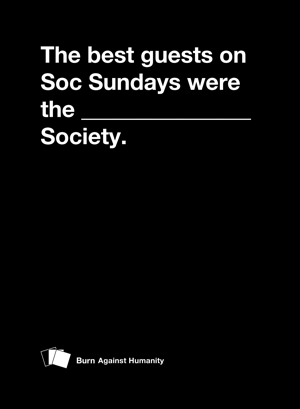 The best guests on
Soc Sundays were
the ______________
Society.
Burn Against Humanity